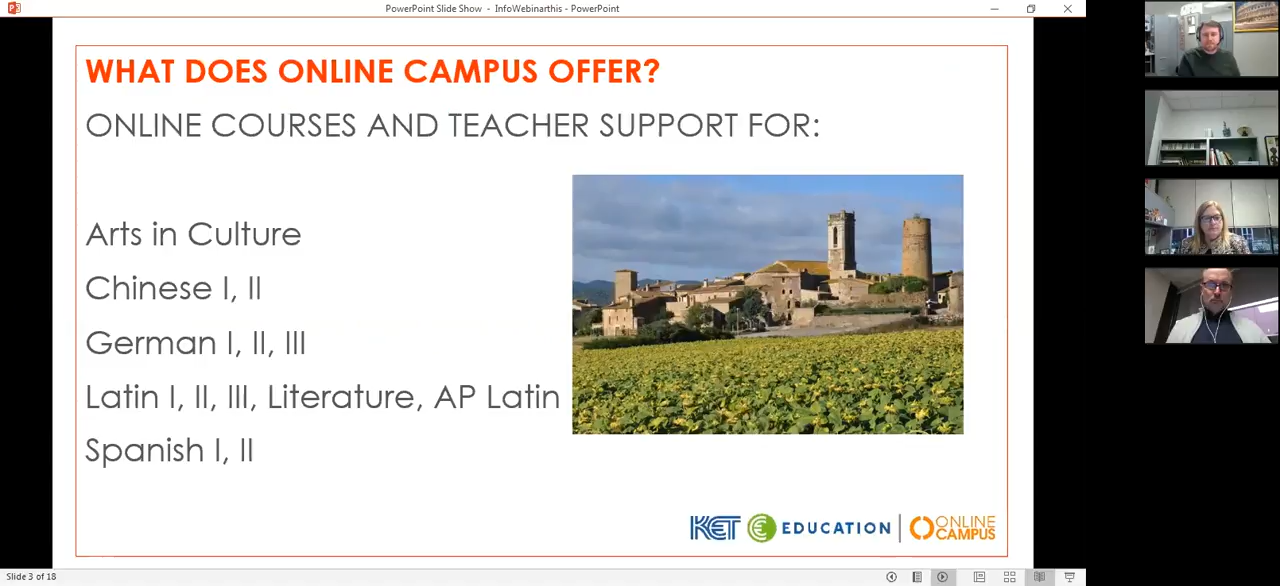 PowerPoint Slide Show - InfoWebinarthis - PowerPoint
WHAT DOES ONLINE CAMPUS OFFER?
ONLINE COURSES AND TEACHER SUPPORT FOR:
Arts in Culture
Chinese I, II
German I, II, III
Latin I, II, III, Literature, AP Latin
Spanish I, II
KET EDUCATION | ONLINE CAMPUS
Slide 3 of 18